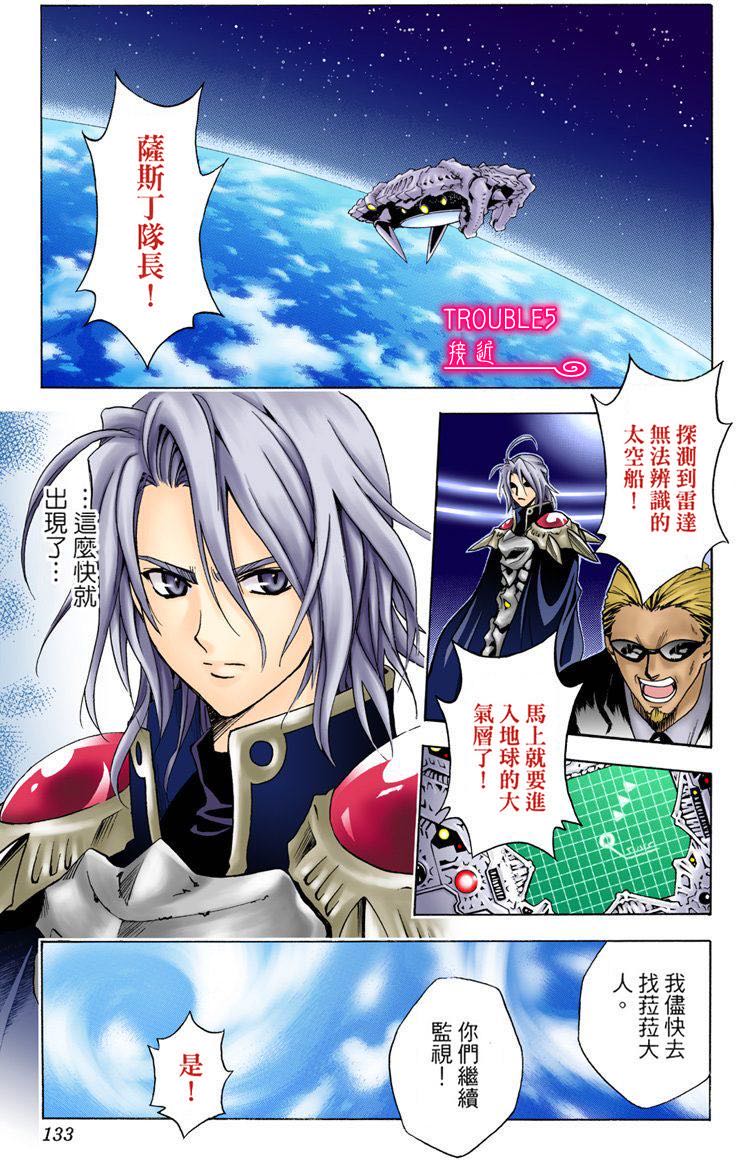 薩斯丁隊長！
TROUBLE5
接近
探測到雷達
無法辨識的
太空船！
馬上就要進
入地球的大
氣層了！
…這麼快就
出現了…
我儘快去
找菈菈大
人。
你們繼續
監視！
是！
133